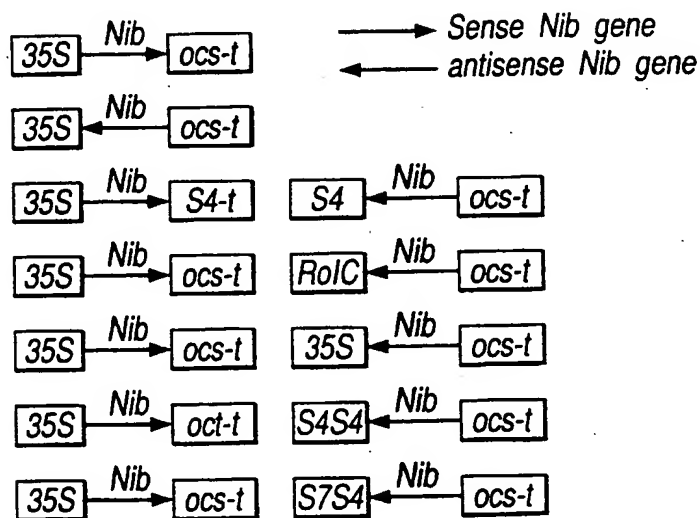 35S Nib ocs-t Sense Nib gene
antisense Nib gene
35S Nib ocs-t
35S Nib S4-t S4 Nib ocs-t
35S Nib ocs-t RolC Nib ocs-t
35S Nib ocs-t 35S Nib ocs-t
35S Nib oct-t S4S4 Nib ocs-t
35S Nib ocs-t S7S4 Nib ocs-t